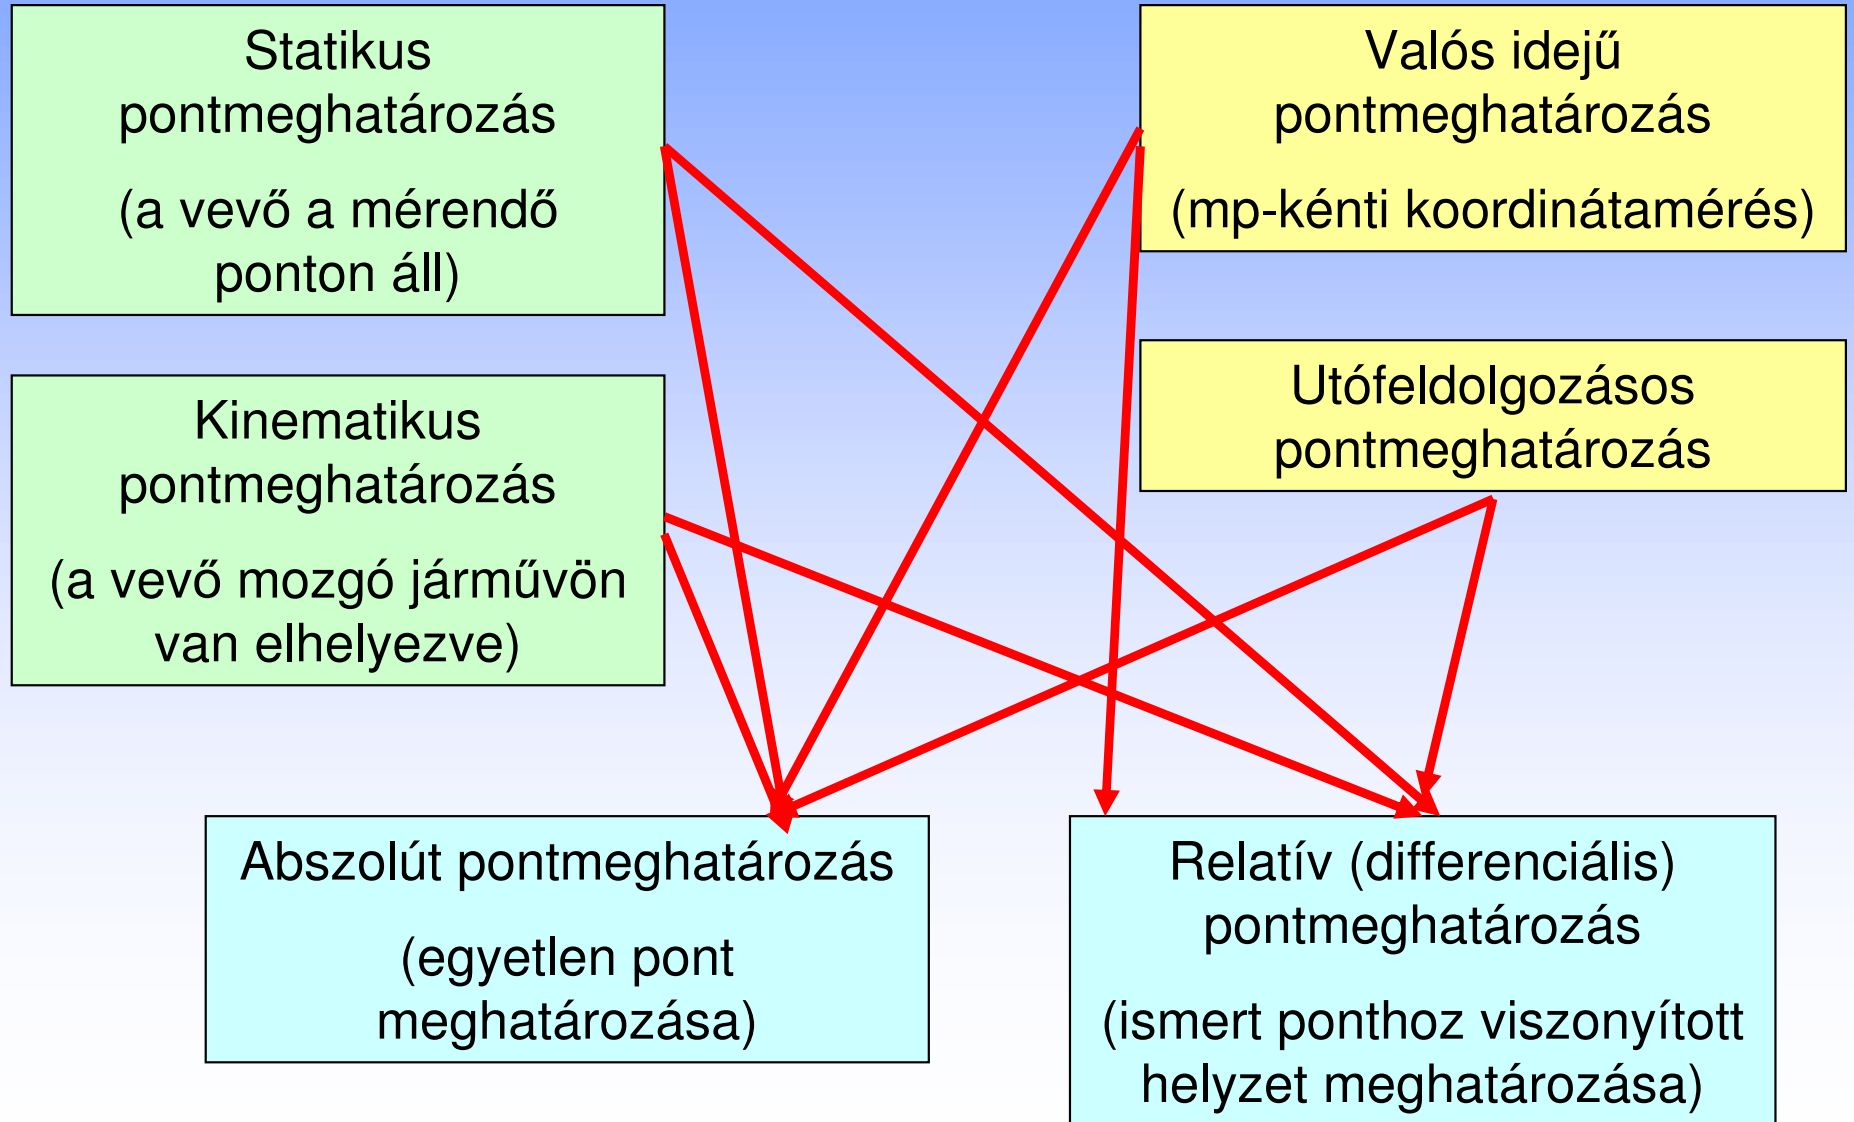 Statikus
pontmeghatározás
(a vevő a mérendő
ponton áll)
Valós idejű
pontmeghatározás
(mp-kénti koordinátamérés)
Kinematikus
pontmeghatározás
(a vevő mozgó járművön
van elhelyezve)
Utófeldolgozásos
pontmeghatározás
Abszolút pontmeghatározás
(egyetlen pont
meghatározása)
Relatív (differenciális)
pontmeghatározás
(ismert ponthoz viszonyított
helyzet meghatározása)